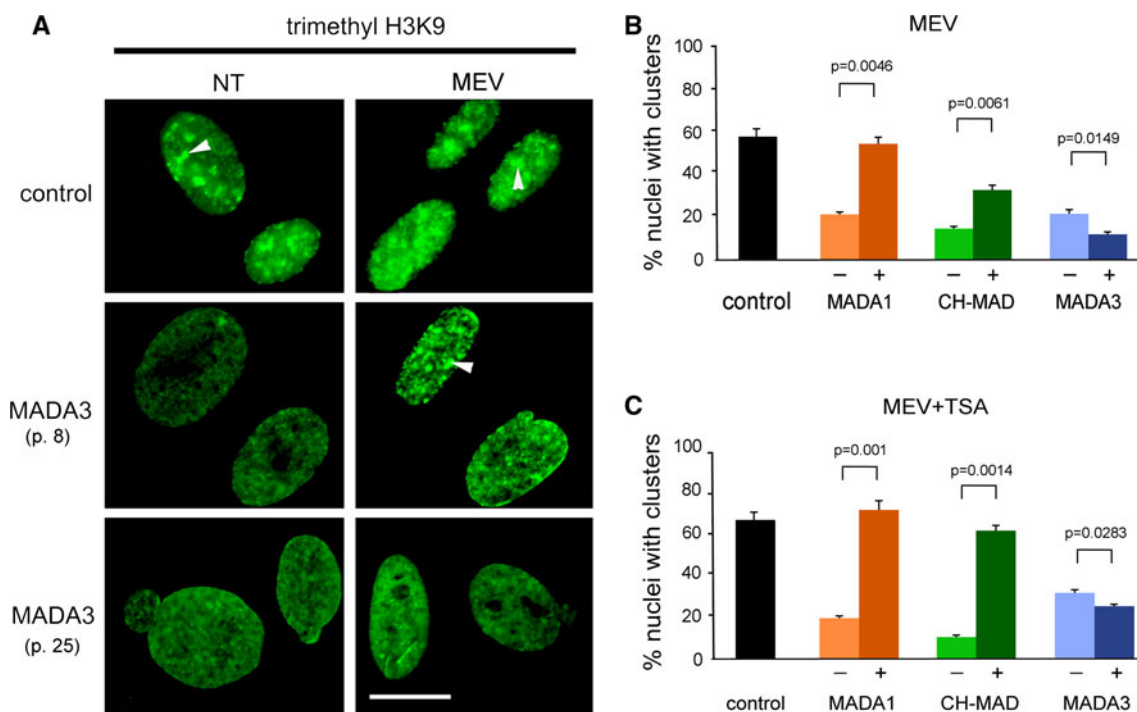 A
trimethyl H3K9
NT
MEV
control
MADA3
(p. 8)
MADA3
(p. 25)
B
MEV
% nuclei with clusters
100
80
60
40
20
0
p=0.0046
p=0.0061
p=0.0149
– + – + – +
control MADA1 CH-MAD MADA3
C
MEV+TSA
% nuclei with clusters
100
80
60
40
20
0
p=0.001
p=0.0014
p=0.0283
– + – + – +
control MADA1 CH-MAD MADA3